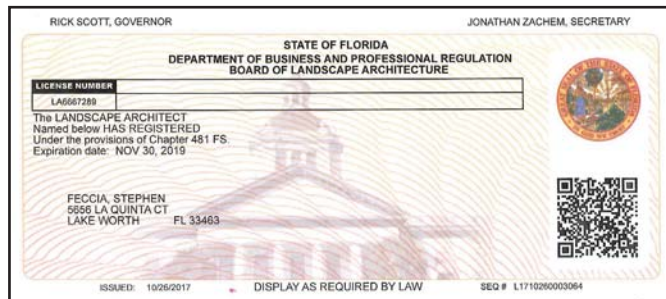 RICK SCOTT, GOVERNOR
JONATHAN ZACHEM, SECRETARY
STATE OF FLORIDA
DEPARTMENT OF BUSINESS AND PROFESSIONAL REGULATION
BOARD OF LANDSCAPE ARCHITECTURE
LICENSE NUMBER
LA6667289
The LANDSCAPE ARCHITECT
Named below HAS REGISTERED
Under the provisions of Chapter 481 FS.
Expiration date: NOV 30, 2019
FECCIA, STEPHEN
5656 LA QUINTA CT
LAKE WORTH FL 33463
ISSUED: 10/26/2017
DISPLAY AS REQUIRED BY LAW
SEQ # L1710260003064